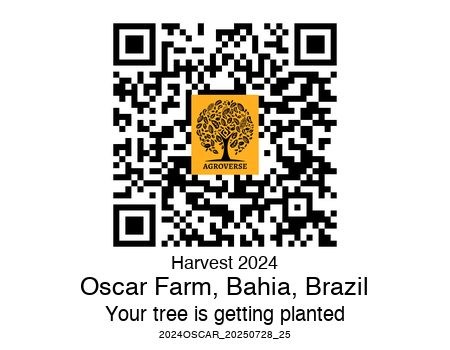 AGROVERSE
Harvest 2024
Oscar Farm, Bahia, Brazil
Your tree is getting planted
2024OSCAR_20250728_25